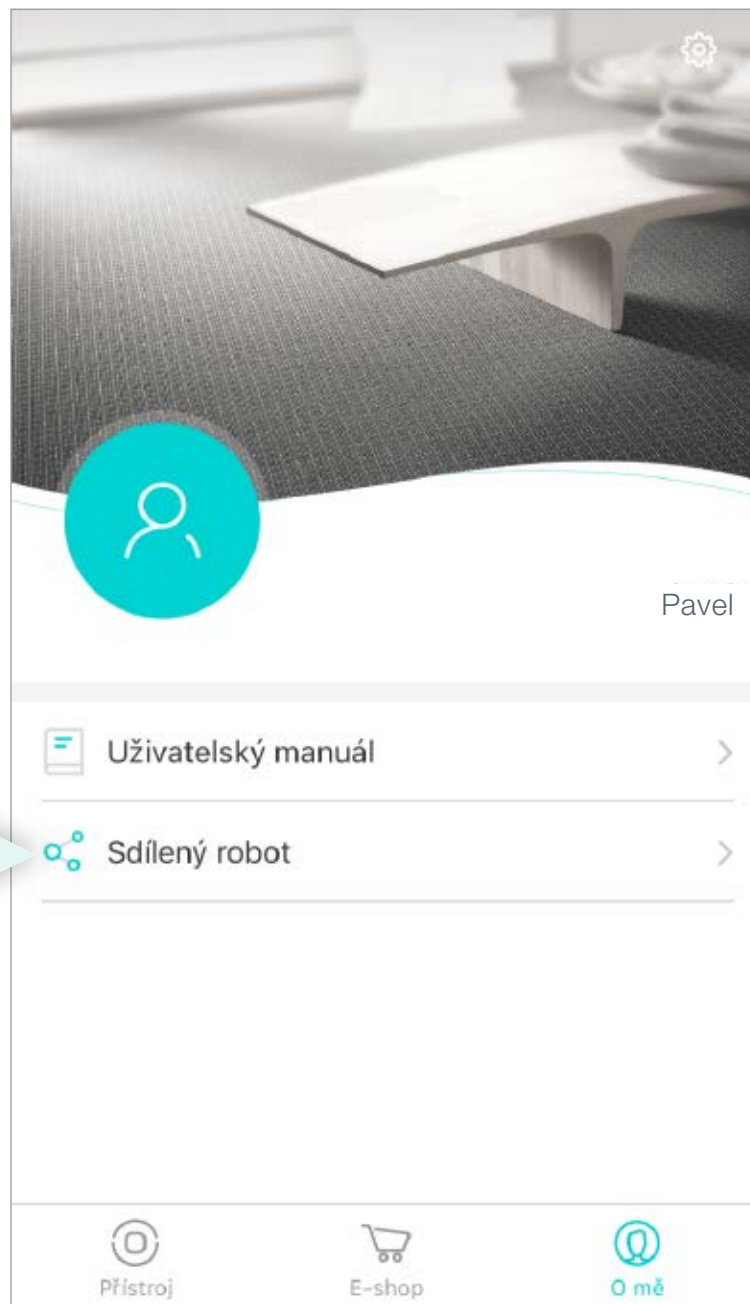 Pavel
Uživatelský manuál
Sdílený robot
Přístroj
E-shop
O mě